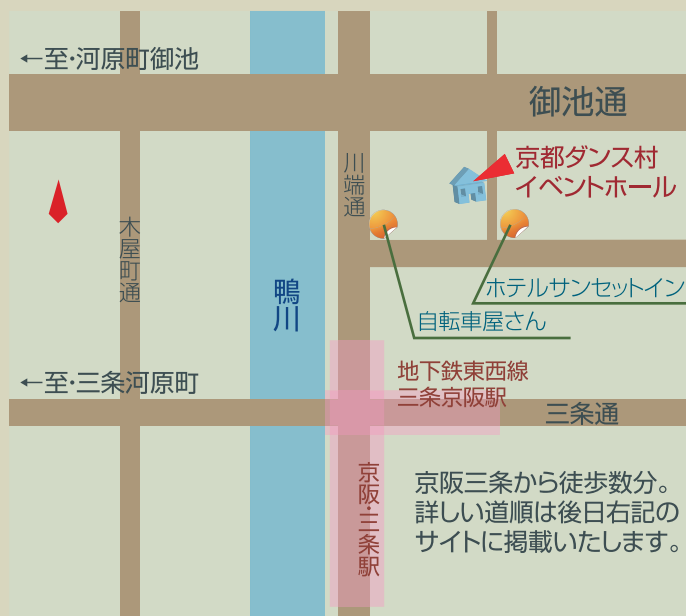 ←至・河原町御池
御池通
京都ダンス村
イベントホール
川端通
木屋町通
鴨川
ホテルサンセットイン
自転車屋さん
地下鉄東西線
三条京阪駅
←至・三条河原町
三条通
京阪・三条駅
京阪三条から徒歩数分。
詳しい道順は後日右記の
サイトに掲載いたします。